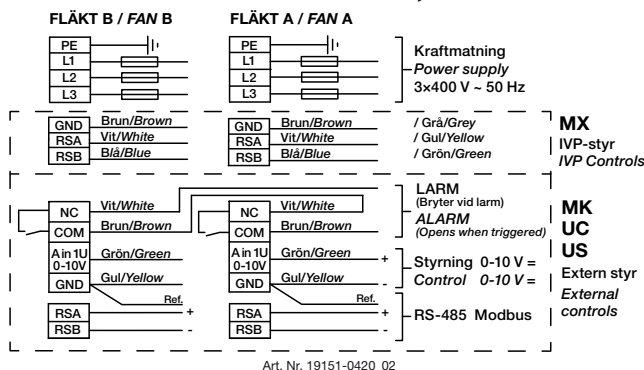 FLÄKT B / FAN B
FLÄKT A / FAN A
PE
L1
L2
L3
PE
L1
L2
L3
Kraftmatning
Power supply
3×400 V ~ 50 Hz
GND Brun/Brown
RSA Vit/White
RSB Blå/Blue
GND Brun/Brown / Grå/Grey
RSA Vit/White / Gul/Yellow
RSB Blå/Blue / Grön/Green
MX
IVP-styr
IVP Controls
NC Vit/White
COM Brun/Brown
A in 1U
0-10V Grön/Green
GND Gul/Yellow
Ref.
RSA +
RSB -
NC Vit/White
COM Brun/Brown
A in 1U
0-10V Grön/Green +
GND Gul/Yellow -
Ref.
RSA +
RSB -
LARM
(Bryter vid larm)
ALARM
(Opens when triggered)
Styrning 0-10 V =
Control 0-10 V =
RS-485 Modbus
MK
UC
US
Extern styr
External
controls
Art. Nr. 19151-0420_02